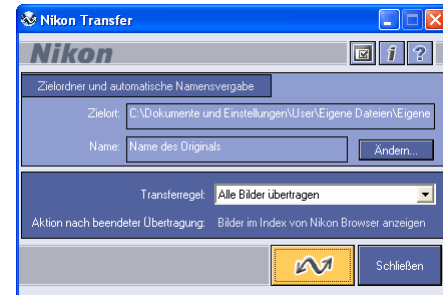 Nikon Transfer
Nikon
Zielordner und automatische Namensvergabe
Zielort: C:\Dokumente und Einstellungen\User\Eigene Dateien\Eigene
Name: Name des Originals
Ändern...
Transferregel: Alle Bilder übertragen
Aktion nach beendeter Übertragung: Bilder im Index von Nikon Browser anzeigen
Schließen